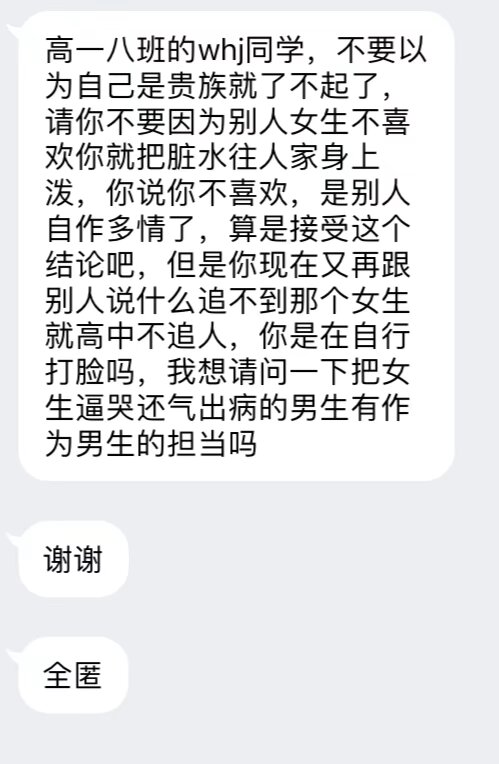 高一八班的whj同学，不要以
为自己是贵族就了不起了，
请你不要因为别人女生不喜
欢你就把脏水往人家身上
泼，你说你不喜欢，是别人
自作多情了，算是接受这个
结论吧，但是你现在又再跟
别人说什么追不到那个女生
就高中不追人，你是在自行
打脸吗，我想请问一下把女
生逼哭还气出病的男生有作
为男生的担当吗
谢谢
全匿